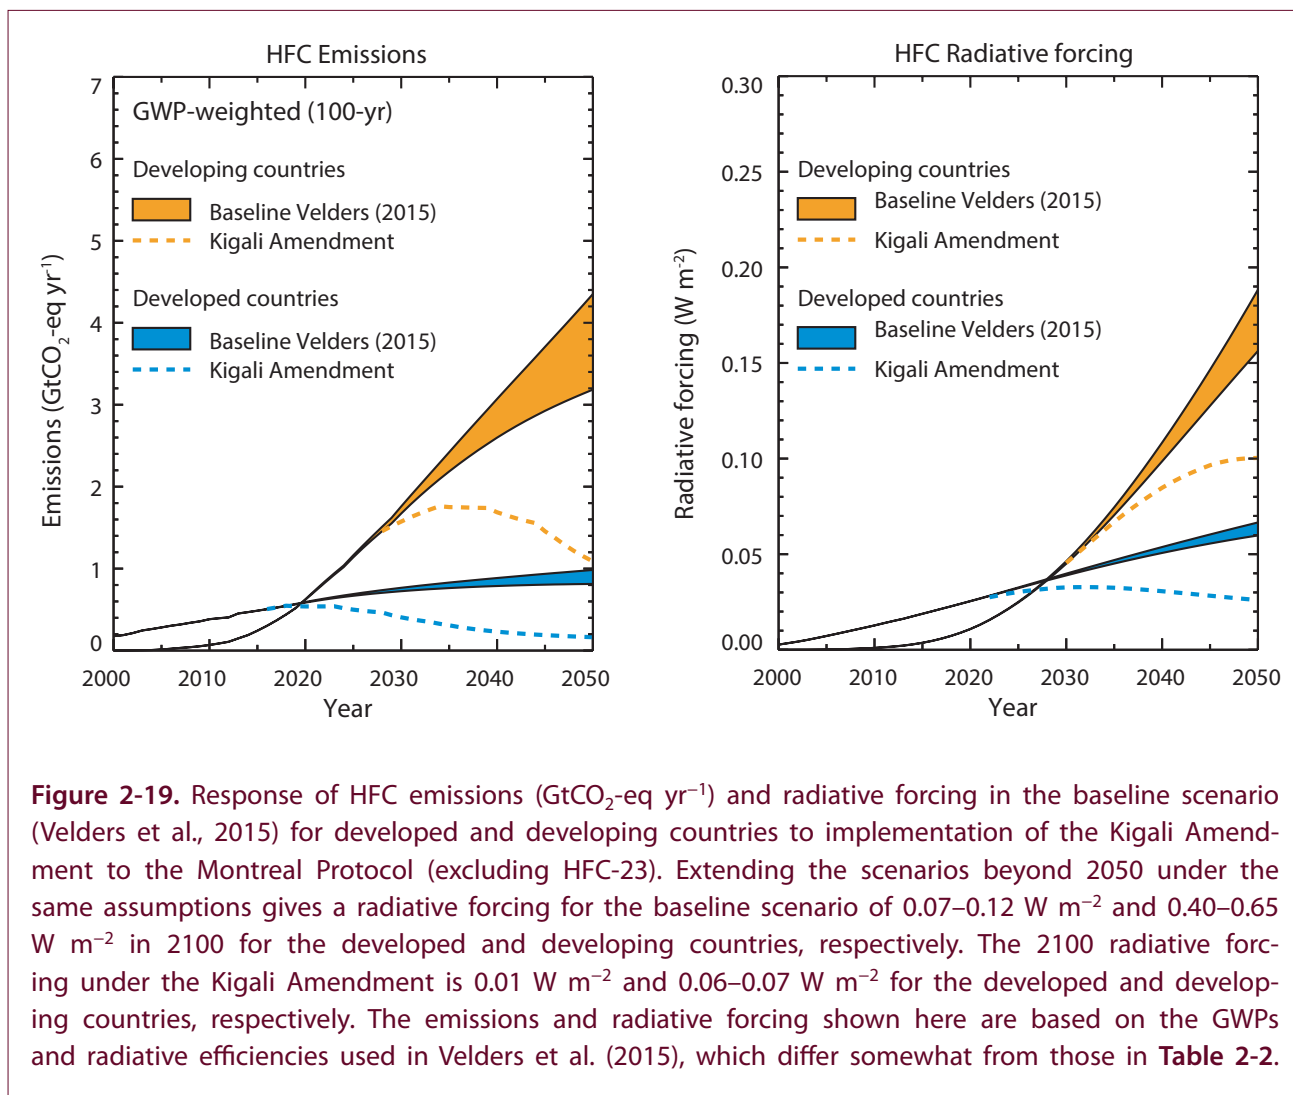 HFC Emissions
7
6
5
4
3
2
1
0
Emissions (GtCO₂-eq yr⁻¹)
GWP-weighted (100-yr)
Developing countries
Baseline Velders (2015)
Kigali Amendment
Developed countries
Baseline Velders (2015)
Kigali Amendment
2000 2010 2020 2030 2040 2050
Year
HFC Radiative forcing
0.30
0.25
0.20
0.15
0.10
0.05
0.00
Radiative forcing (W m⁻²)
Developing countries
Baseline Velders (2015)
Kigali Amendment
Developed countries
Baseline Velders (2015)
Kigali Amendment
2000 2010 2020 2030 2040 2050
Year
Figure 2-19. Response of HFC emissions (GtCO₂-eq yr⁻¹) and radiative forcing in the baseline scenario
(Velders et al., 2015) for developed and developing countries to implementation of the Kigali Amend-
ment to the Montreal Protocol (excluding HFC-23). Extending the scenarios beyond 2050 under the
same assumptions gives a radiative forcing for the baseline scenario of 0.07–0.12 W m⁻² and 0.40–0.65
W m⁻² in 2100 for the developed and developing countries, respectively. The 2100 radiative forc-
ing under the Kigali Amendment is 0.01 W m⁻² and 0.06–0.07 W m⁻² for the developed and develop-
ing countries, respectively. The emissions and radiative forcing shown here are based on the GWPs
and radiative efficiencies used in Velders et al. (2015), which differ somewhat from those in Table 2-2.